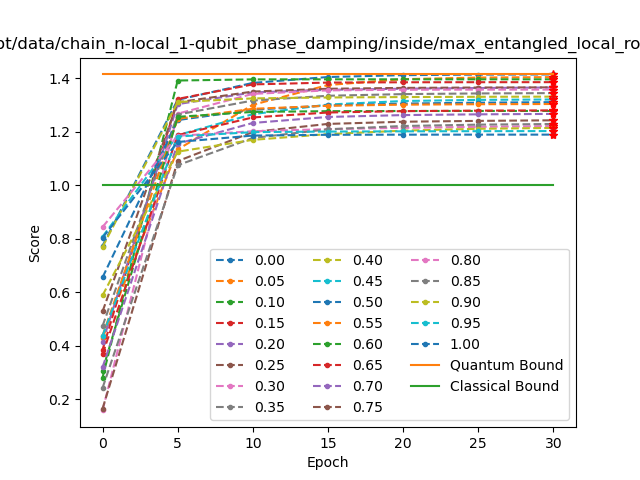 pt/data/chain_n-local_1-qubit_phase_damping/inside/max_entangled_local_ro
Score
1.4
1.2
1.0
0.8
0.6
0.4
0.2
0.00 0.40 0.80
0.05 0.45 0.85
0.10 0.50 0.90
0.15 0.55 0.95
0.20 0.60 1.00
0.25 0.65 Quantum Bound
0.30 0.70 Classical Bound
0.35 0.75
0 5 10 15 20 25 30
Epoch